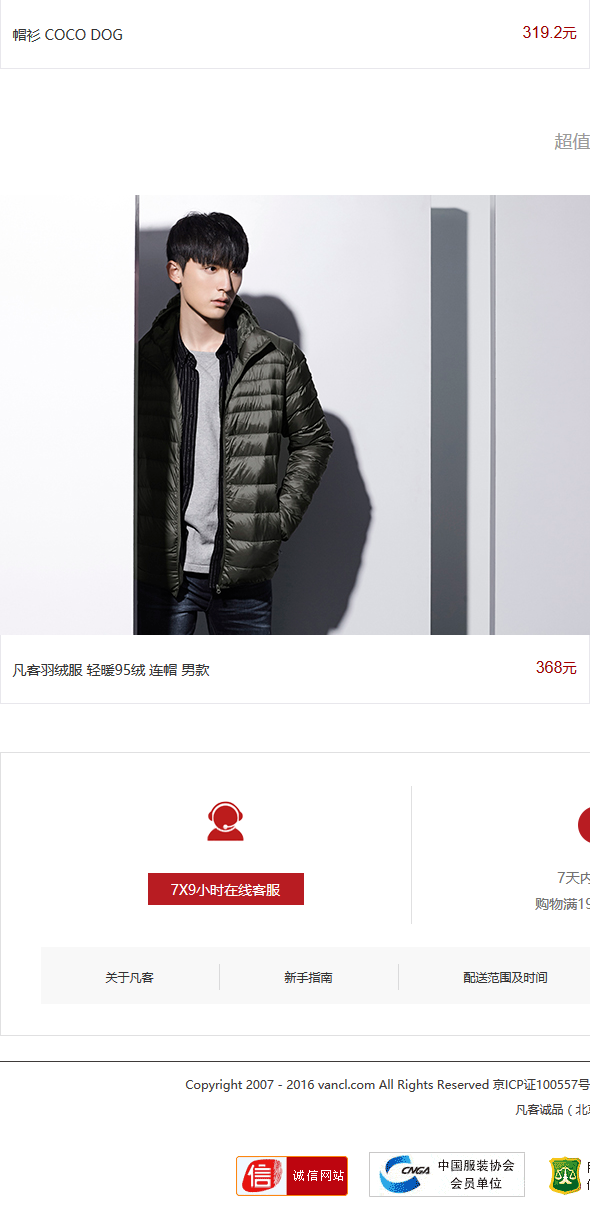 帽衫 COCO DOG
319.2元
超值
凡客羽绒服 轻暖95绒 连帽 男款
368元
7X9小时在线客服
7天内
购物满19
关于凡客
新手指南
配送范围及时间
Copyright 2007 - 2016 vancl.com All Rights Reserved 京ICP证100557号
凡客诚品（北京
信 诚信网站
CNGA 中国服装协会
会员单位